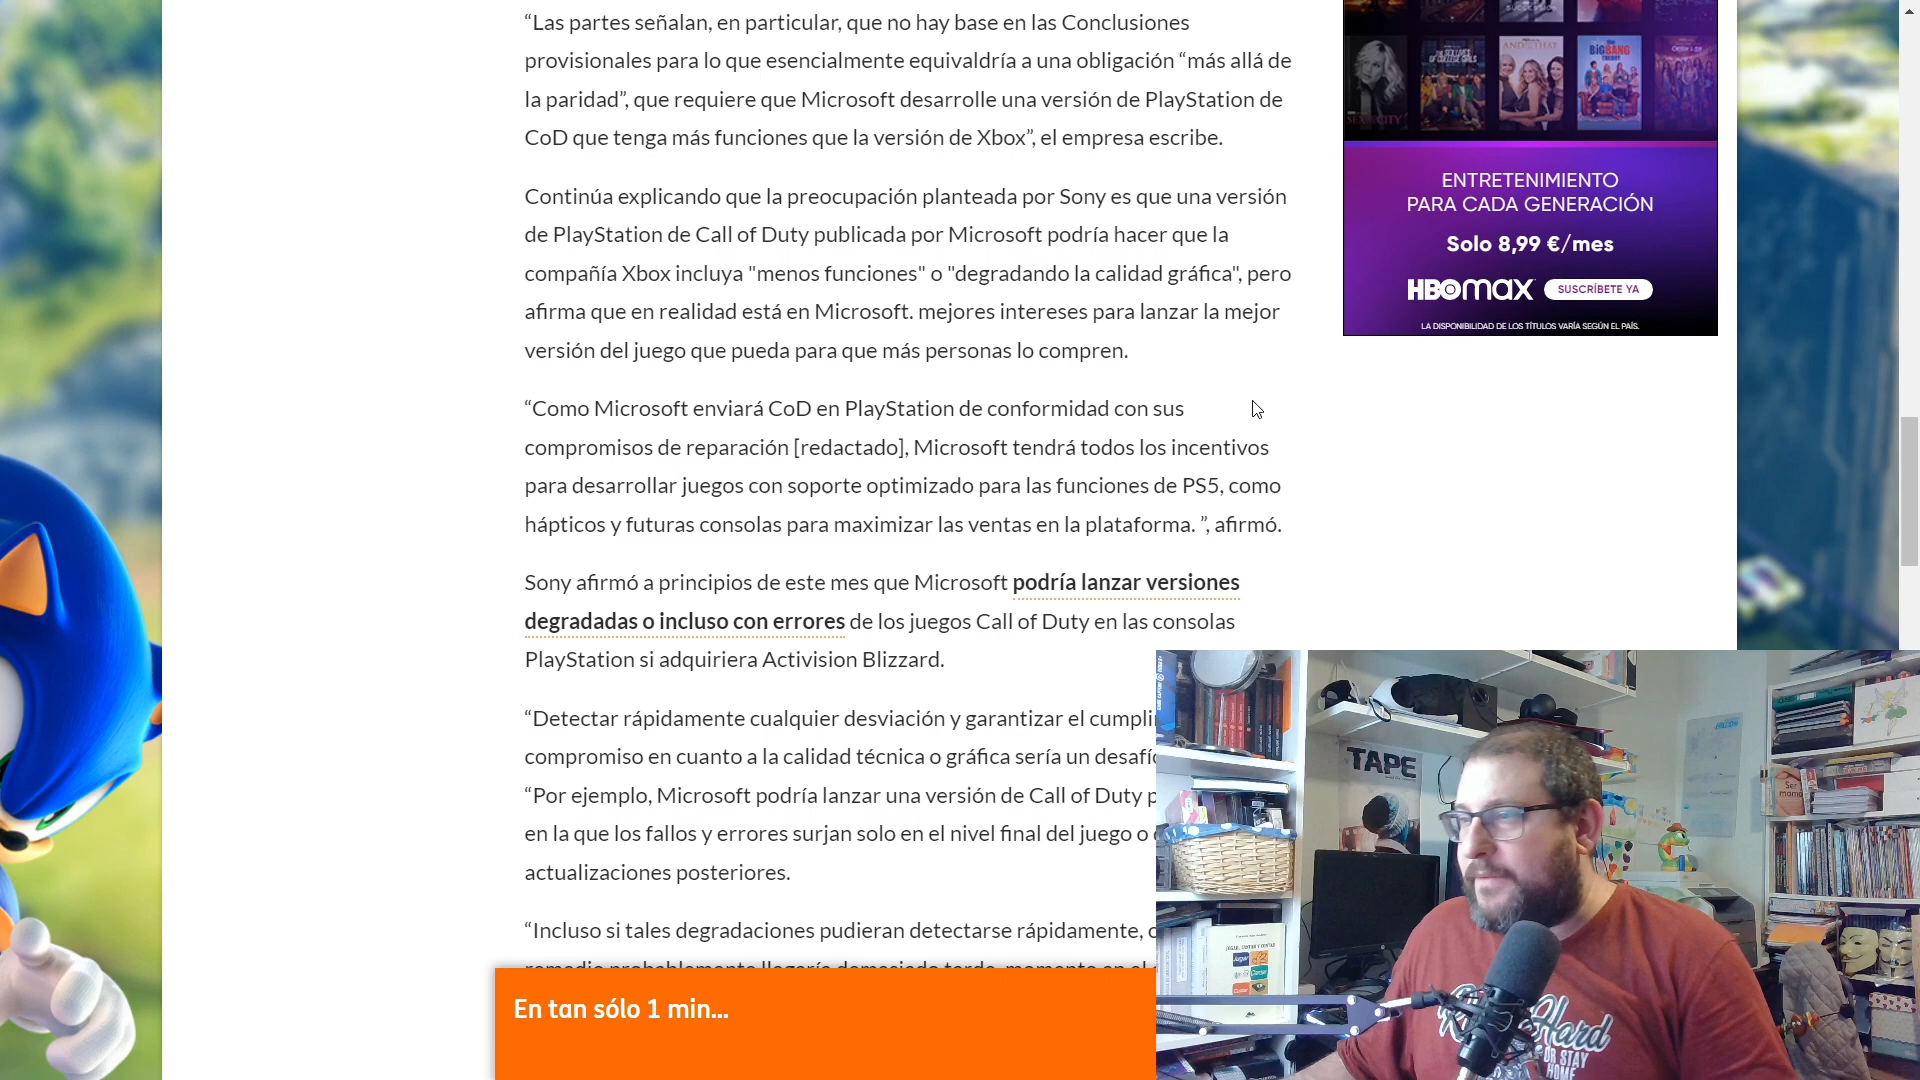 “Las partes señalan, en particular, que no hay base en las Conclusiones
provisionales para lo que esencialmente equivaldría a una obligación “más allá de
la paridad”, que requiere que Microsoft desarrolle una versión de PlayStation de
CoD que tenga más funciones que la versión de Xbox”, el empresa escribe.
Continúa explicando que la preocupación planteada por Sony es que una versión
de PlayStation de Call of Duty publicada por Microsoft podría hacer que la
compañía Xbox incluya "menos funciones" o "degradando la calidad gráfica", pero
afirma que en realidad está en Microsoft. mejores intereses para lanzar la mejor
versión del juego que pueda para que más personas lo compren.
“Como Microsoft enviará CoD en PlayStation de conformidad con sus
compromisos de reparación [redactado], Microsoft tendrá todos los incentivos
para desarrollar juegos con soporte optimizado para las funciones de PS5, como
hápticos y futuras consolas para maximizar las ventas en la plataforma. ”, afirmó.
Sony afirmó a principios de este mes que Microsoft podría lanzar versiones
degradadas o incluso con errores de los juegos Call of Duty en las consolas
PlayStation si adquiriera Activision Blizzard.
“Detectar rápidamente cualquier desviación y garantizar el
compromiso en cuanto a la calidad técnica o gráfica sería un
“Por ejemplo, Microsoft podría lanzar una versión de Call of Duty
en la que los fallos y errores surjan solo en el nivel final del juego o
actualizaciones posteriores.
“Incluso si tales degradaciones pudieran detectarse rápidamente,
En tan sólo 1 min...
BIGBANG
THEORY
ENTRETENIMIENTO
PARA CADA GENERACIÓN
Solo 8,99 €/mes
HBOMAX
SUSCRÍBETE YA
LA DISPONIBILIDAD DE LOS TÍTULOS VARÍA SEGÚN EL PAÍS.
TAPE
Hard
OR STAY
HOME